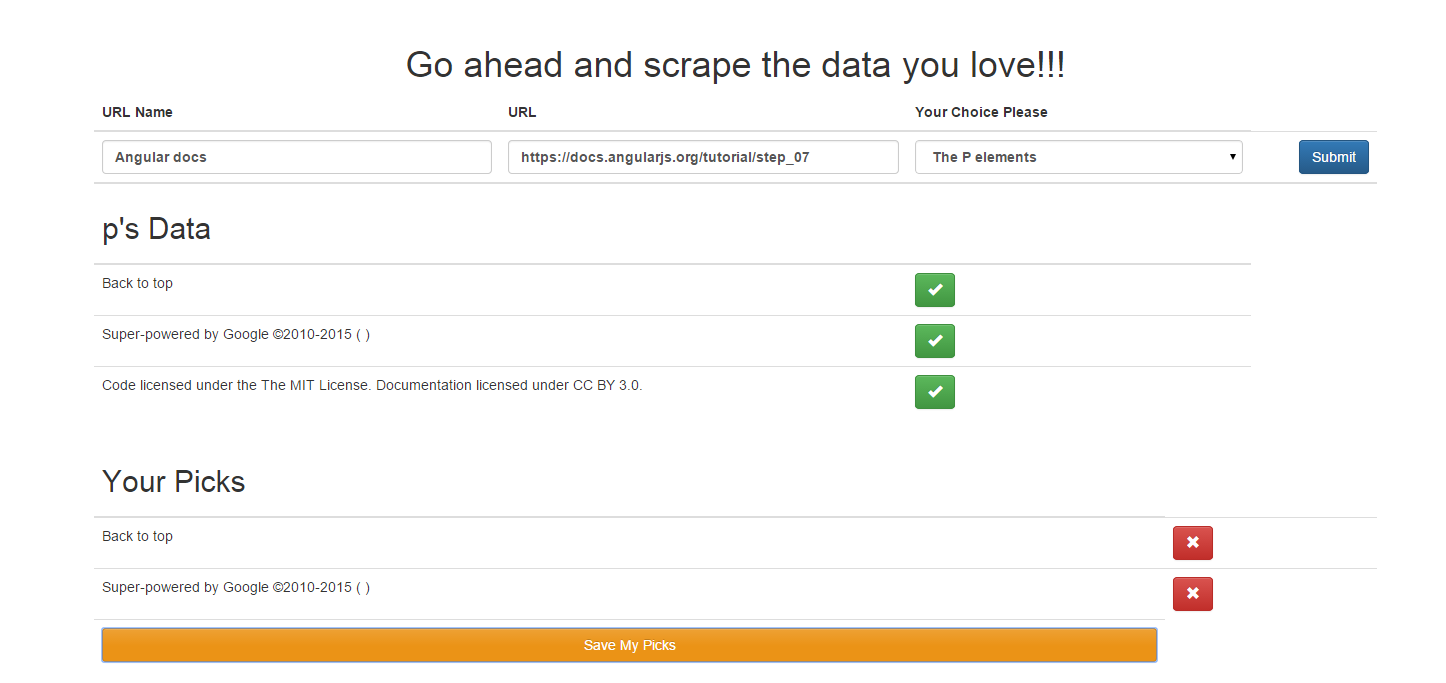 Go ahead and scrape the data you love!!!
URL Name URL Your Choice Please
Angular docs https://docs.angularjs.org/tutorial/step_07 The P elements Submit
p's Data
Back to top
Super-powered by Google ©2010-2015 ( )
Code licensed under the The MIT License. Documentation licensed under CC BY 3.0.
Your Picks
Back to top
Super-powered by Google ©2010-2015 ( )
Save My Picks